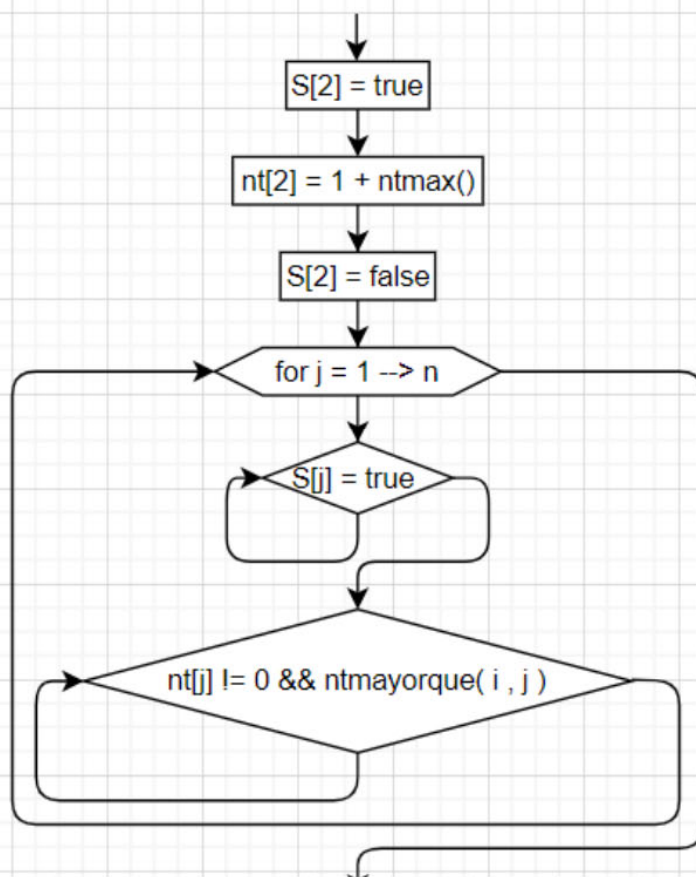 S[2] = true
nt[2] = 1 + ntmax()
S[2] = false
for j = 1 --> n
S[j] = true
nt[j] != 0 && ntmayorque( i , j )